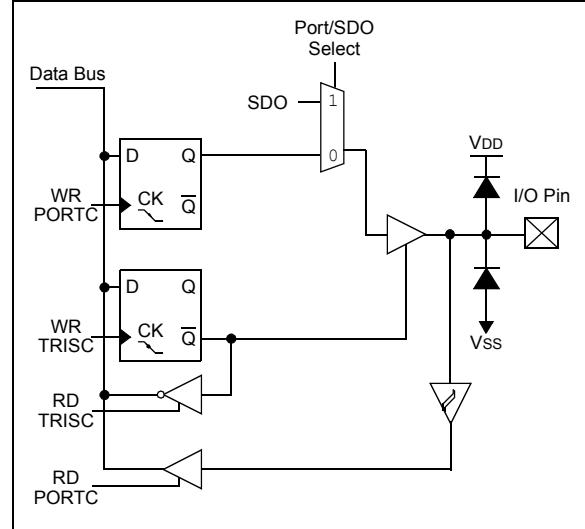 Port/SDO
Select
Data Bus
SDO
1
0
D
Q
WR
PORTC
CK
Q
VDD
I/O Pin
D
Q
WR
TRISC
CK
Q
VSS
RD
TRISC
RD
PORTC